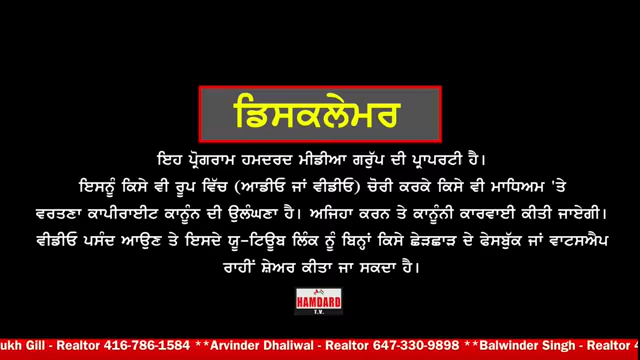 ਡਿਸਕਲੇਮਰ
ਇਹ ਪ੍ਰੋਗਰਾਮ ਹਮਦਰਦ ਮੀਡੀਆ ਗਰੁੱਪ ਦੀ ਪ੍ਰਾਪਰਟੀ ਹੈ।
ਇਸਨੂੰ ਕਿਸੇ ਵੀ ਰੂਪ ਵਿੱਚ (ਆਡੀਓ ਜਾਂ ਵੀਡੀਓ) ਚੋਰੀ ਕਰਕੇ ਕਿਸੇ ਵੀ ਮਾਧਿਅਮ 'ਤੇ
ਵਰਤਣਾ ਕਾਪੀਰਾਈਟ ਕਾਨੂੰਨ ਦੀ ਉਲੰਘਣਾ ਹੈ। ਅਜਿਹਾ ਕਰਨ ਤੇ ਕਾਨੂੰਨੀ ਕਾਰਵਾਈ ਕੀਤੀ ਜਾਏਗੀ।
ਵੀਡੀਓ ਪਸੰਦ ਆਉਣ ਤੇ ਇਸਦੇ ਯੂ-ਟਿਊਬ ਲਿੰਕ ਨੂੰ ਬਿਨ੍ਹਾਂ ਕਿਸੇ ਛੇੜਛਾੜ ਦੇ ਫੇਸਬੁੱਕ ਜਾਂ ਵਾਟਸਐਪ
ਰਾਹੀਂ ਸ਼ੇਅਰ ਕੀਤਾ ਜਾ ਸਕਦਾ ਹੈ।
HAMDARD
T.V.
ukh Gill - Realtor 416-786-1584 **Arvinder Dhaliwal - Realtor 647-330-9898 **Balwinder Singh - Realtor 4